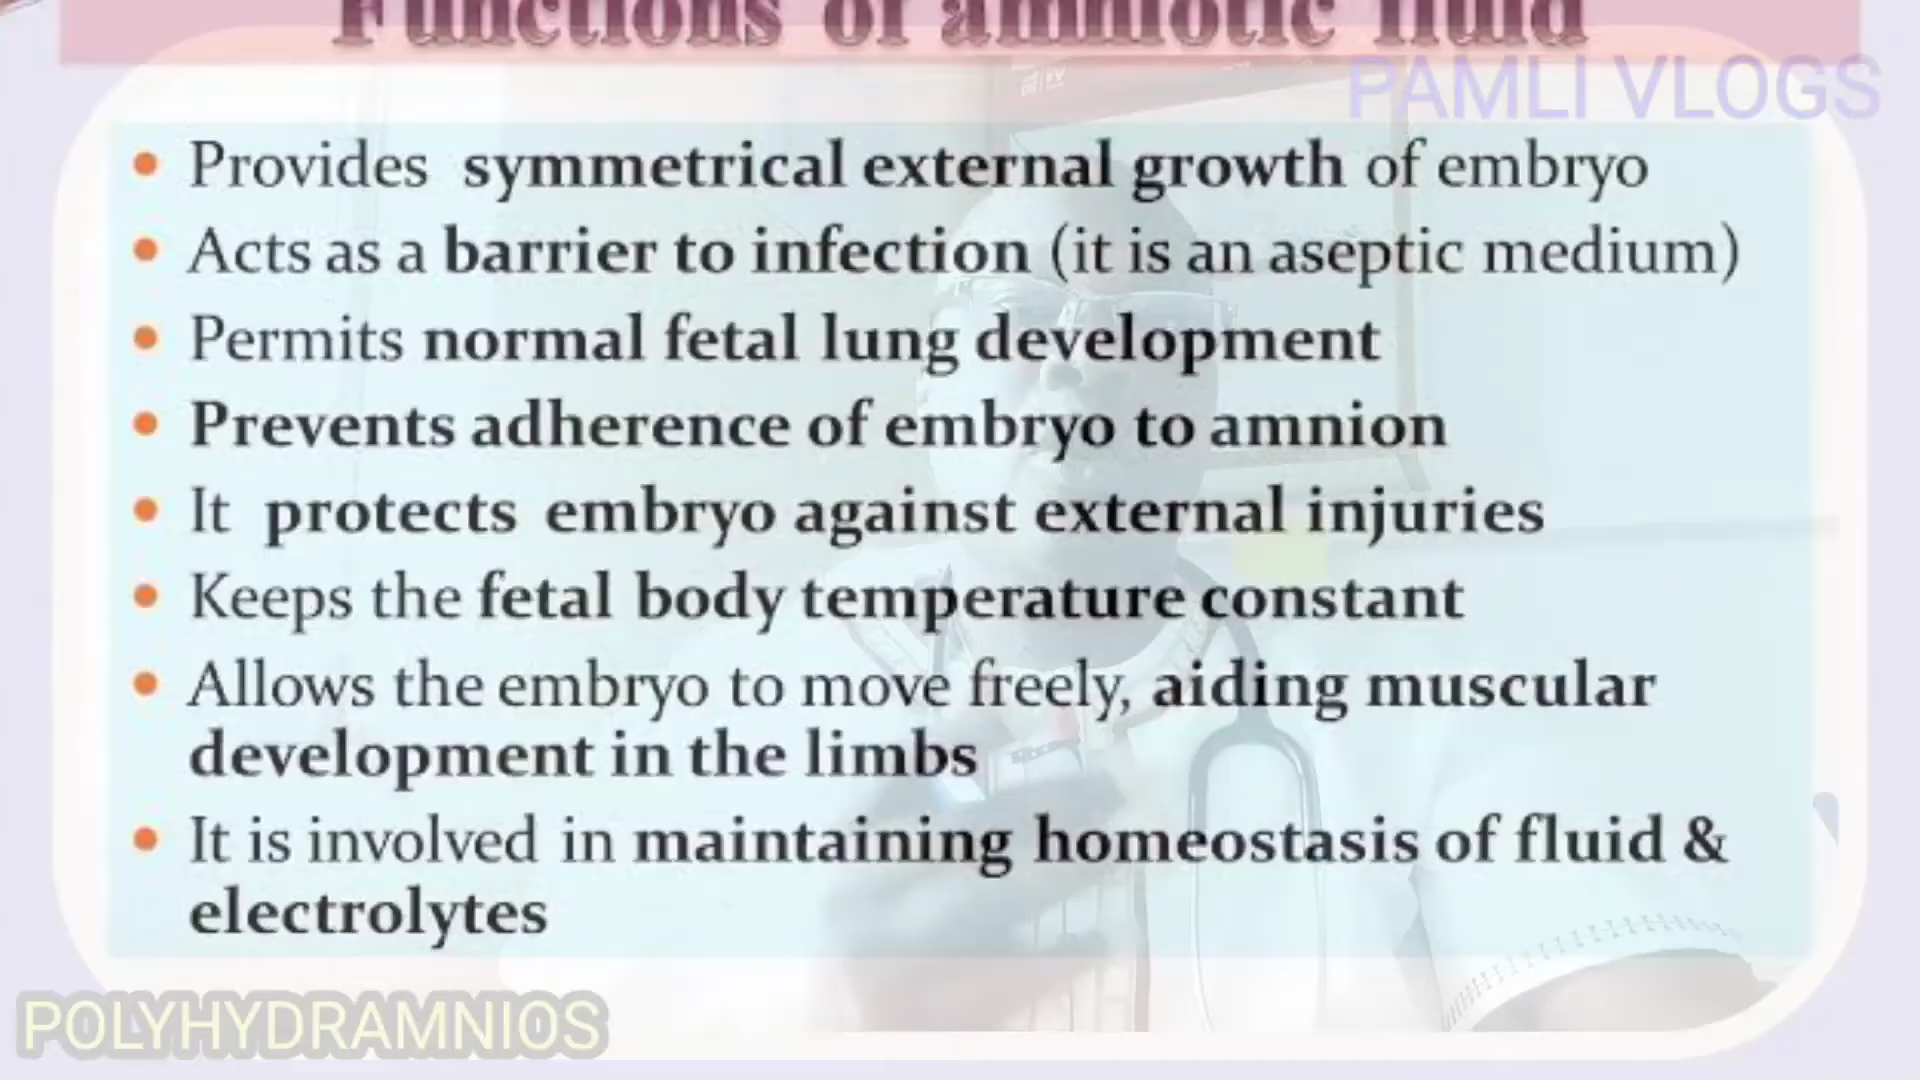 Functions of amniotic fluid
PAMLI VLOGS
• Provides symmetrical external growth of embryo
• Acts as a barrier to infection (it is an aseptic medium)
• Permits normal fetal lung development
• Prevents adherence of embryo to amnion
• It protects embryo against external injuries
• Keeps the fetal body temperature constant
• Allows the embryo to move freely, aiding muscular
development in the limbs
• It is involved in maintaining homeostasis of fluid &
electrolytes
POLYHYDRAMNIOS